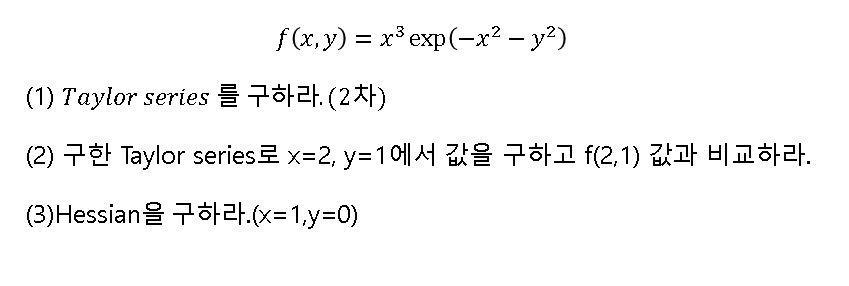 f(x, y) = x³ exp(−x² − y²)
(1) Taylor series 를 구하라. (2차)
(2) 구한 Taylor series로 x=2, y=1에서 값을 구하고 f(2,1) 값과 비교하라.
(3)Hessian을 구하라.(x=1,y=0)